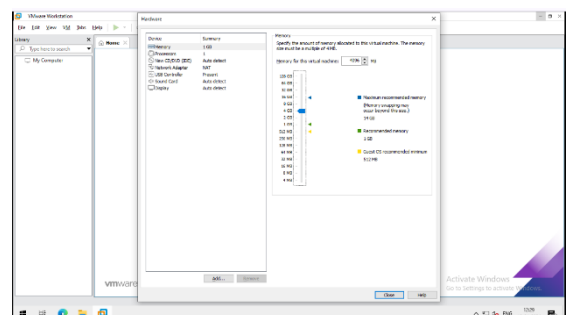 VMware Workstation
File Edit View VM Tabs Help
Library
Type here to search
My Computer
Home
Hardware
Device Summary
Memory 1 GB
Processors 1
New CD/DVD (IDE) Auto detect
Network Adapter NAT
USB Controller Present
Sound Card Auto detect
Display Auto detect
Add... Remove
Memory
Specify the amount of memory allocated to this virtual machine. The memory
size must be a multiple of 4 MB.
Memory for this virtual machine: 4096 MB
128 GB
64 GB
32 GB
16 GB
8 GB
4 GB
2 GB
1 GB
512 MB
256 MB
128 MB
64 MB
32 MB
16 MB
8 MB
4 MB
Maximum recommended memory
(Memory swapping may
occur beyond this size.)
Recommended memory
1 GB
Guest OS recommended minimum
512 MB
Close Help
vmware
Activate Windows
Go to Settings to activate Windows.
ENG